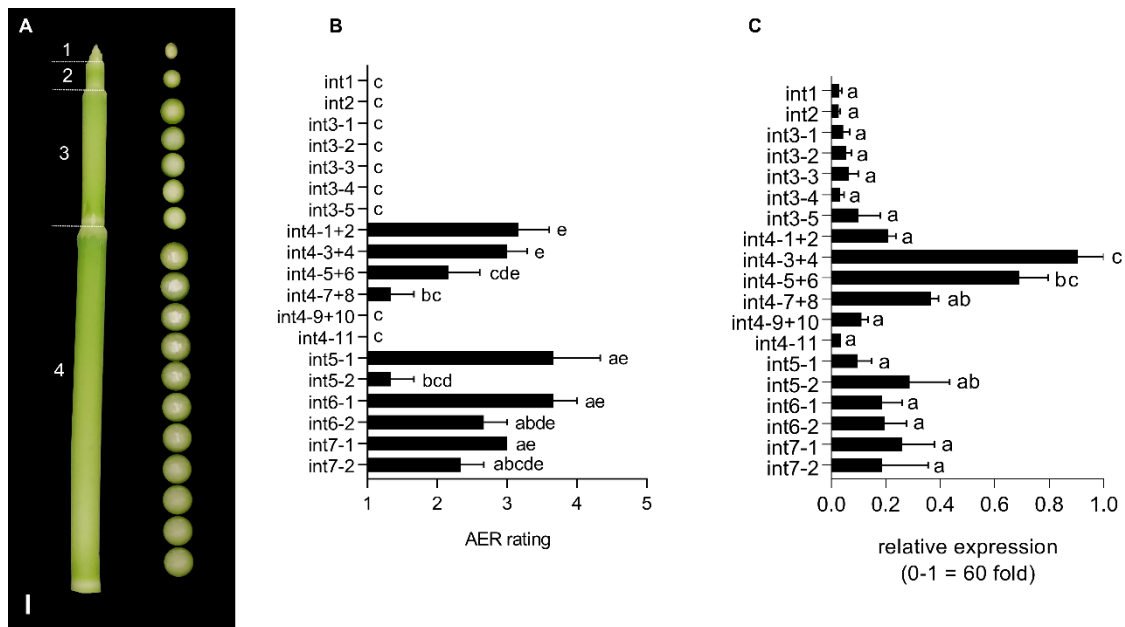 A
1
2
3
4
B
int1 c
int2 c
int3-1 c
int3-2 c
int3-3 c
int3-4 c
int3-5 c
int4-1+2 e
int4-3+4 e
int4-5+6 cde
int4-7+8 bc
int4-9+10 c
int4-11 c
int5-1 ae
int5-2 bcd
int6-1 ae
int6-2 abde
int7-1 ae
int7-2 abcde
1 2 3 4 5
AER rating
C
int1 a
int2 a
int3-1 a
int3-2 a
int3-3 a
int3-4 a
int3-5 a
int4-1+2 a
int4-3+4 c
int4-5+6 bc
int4-7+8 ab
int4-9+10 a
int4-11 a
int5-1 a
int5-2 ab
int6-1 a
int6-2 a
int7-1 a
int7-2 a
0.0 0.2 0.4 0.6 0.8 1.0
relative expression
(0-1 = 60 fold)